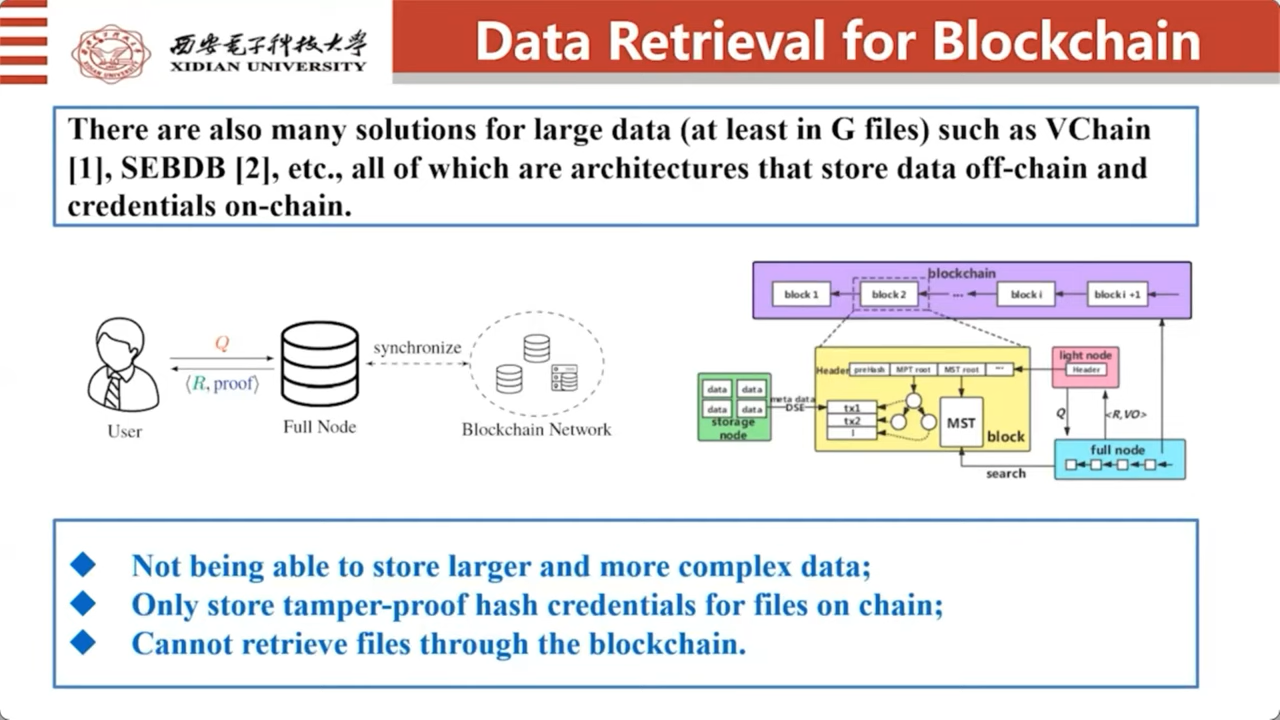 西安电子科技大学
XIDIAN UNIVERSITY
Data Retrieval for Blockchain
There are also many solutions for large data (at least in G files) such as VChain
[1], SEBDB [2], etc., all of which are architectures that store data off-chain and
credentials on-chain.
Q
⟨R, proof⟩
synchronize
User
Full Node
Blockchain Network
blockchain
block 1
block 2
...
block i
block i +1
Header
preHash
MPT root
MST root
...
light node
Header
data
data
data
data
storage
node
meta data
DSE
tx1
tx2
i
MST
block
Q
<R,VO>
full node
search
◆ Not being able to store larger and more complex data;
◆ Only store tamper-proof hash credentials for files on chain;
◆ Cannot retrieve files through the blockchain.